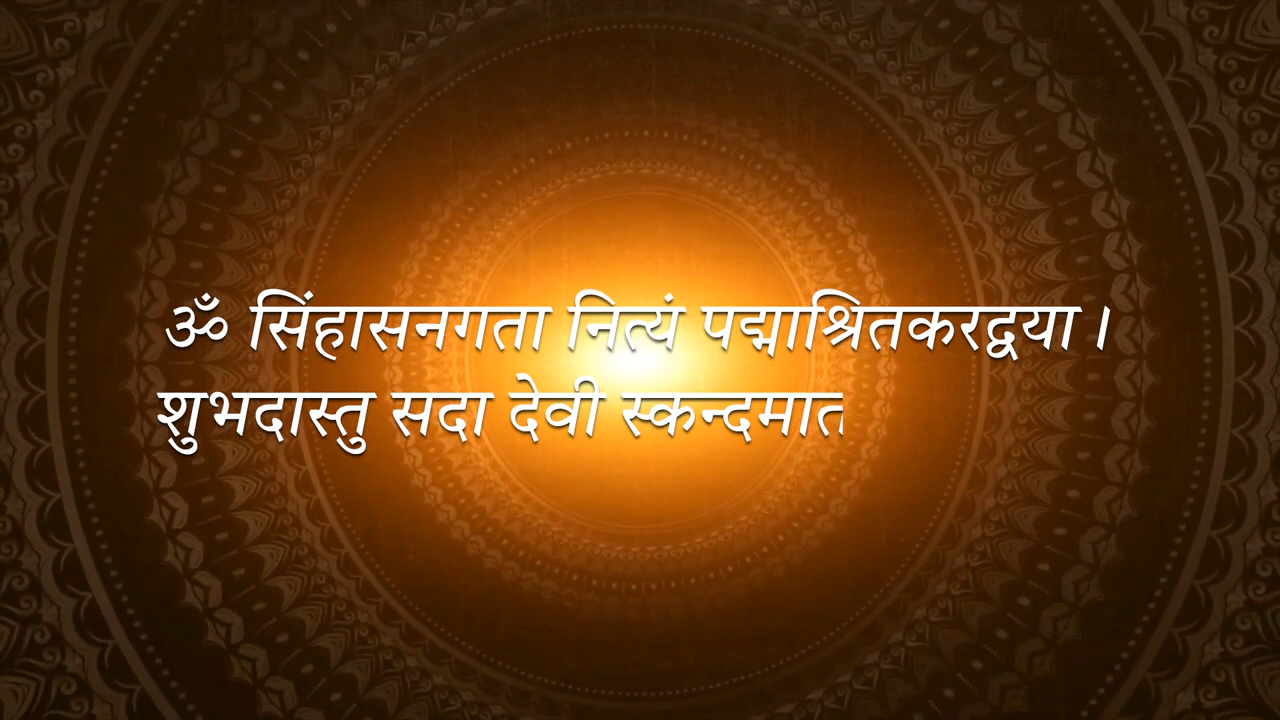 ॐ सिंहासनगता नित्यं पद्माश्रितकरद्वया।
शुभदास्तु सदा देवी स्कन्दमात